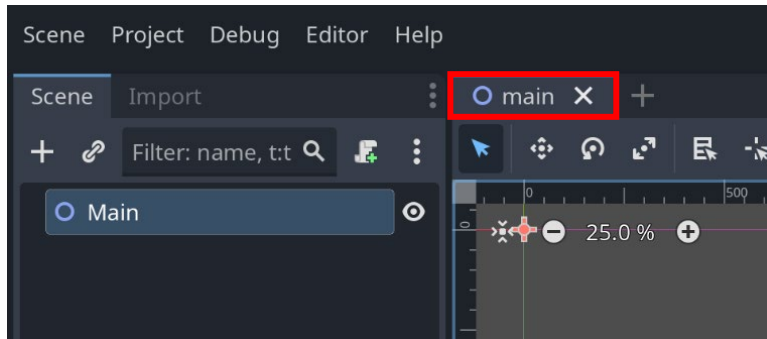 Scene Project Debug Editor Help
Scene Import
main
Filter: name, t:t
0 500
Main
0
25.0 %